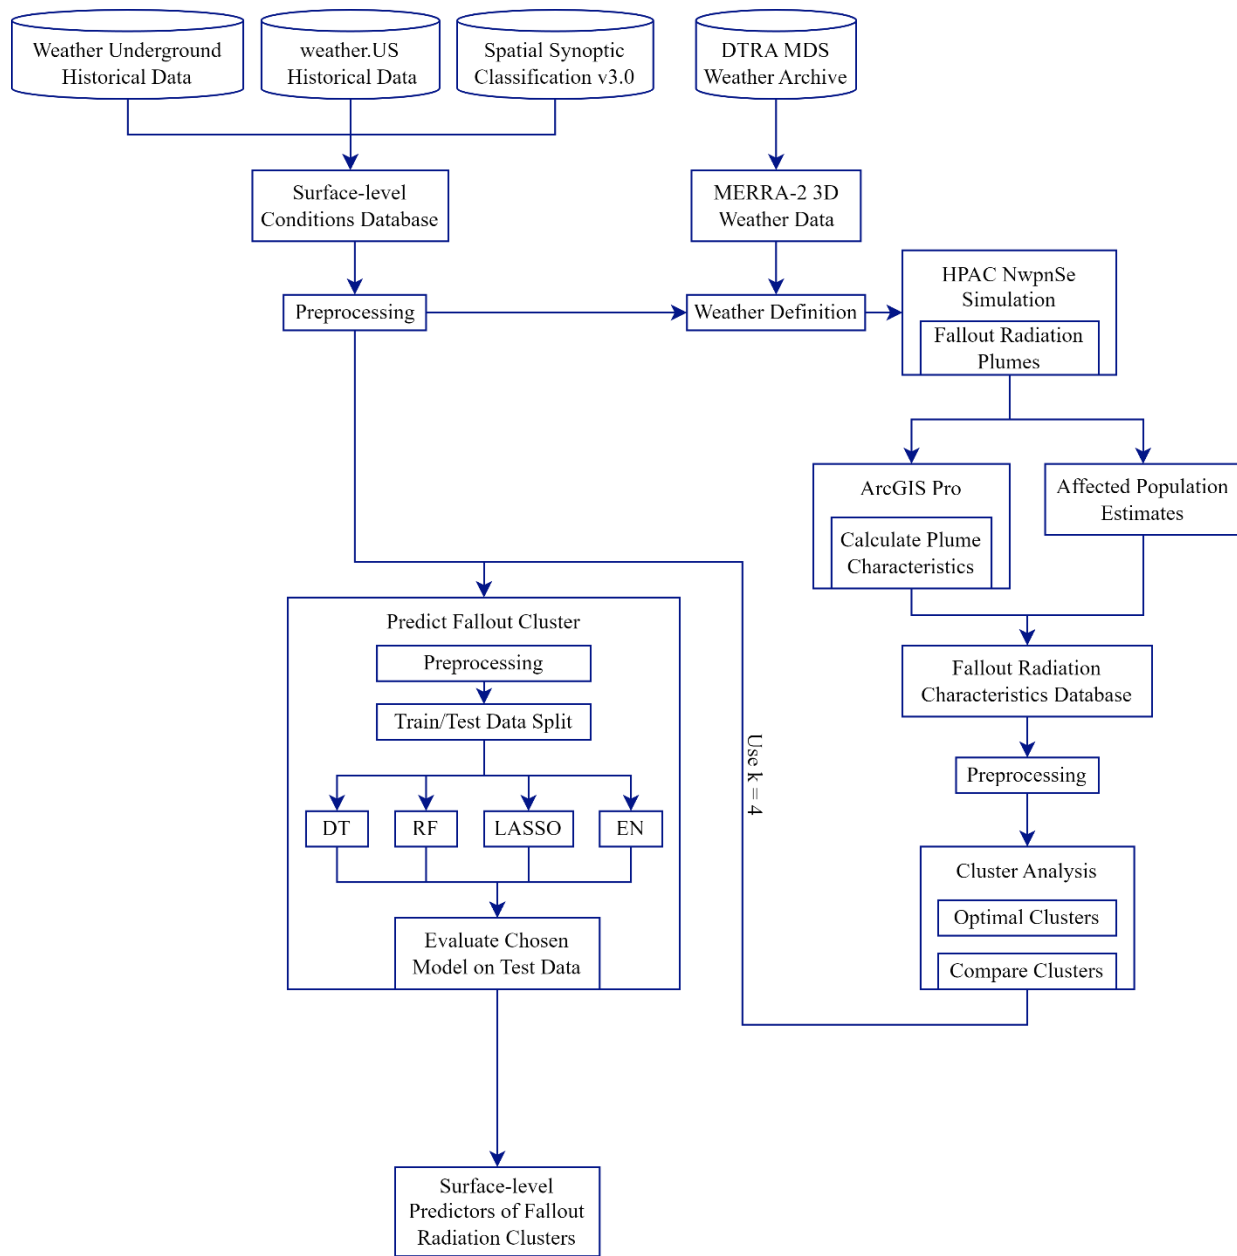 Weather Underground
Historical Data
weather.US
Historical Data
Spatial Synoptic
Classification v3.0
DTRA MDS
Weather Archive
Surface-level
Conditions Database
MERRA-2 3D
Weather Data
Preprocessing
Weather Definition
HPAC NwpnSe
Simulation
Fallout Radiation
Plumes
ArcGIS Pro
Calculate Plume
Characteristics
Affected Population
Estimates
Predict Fallout Cluster
Preprocessing
Train/Test Data Split
DT
RF
LASSO
EN
Evaluate Chosen
Model on Test Data
Use k = 4
Fallout Radiation
Characteristics Database
Preprocessing
Cluster Analysis
Optimal Clusters
Compare Clusters
Surface-level
Predictors of Fallout
Radiation Clusters